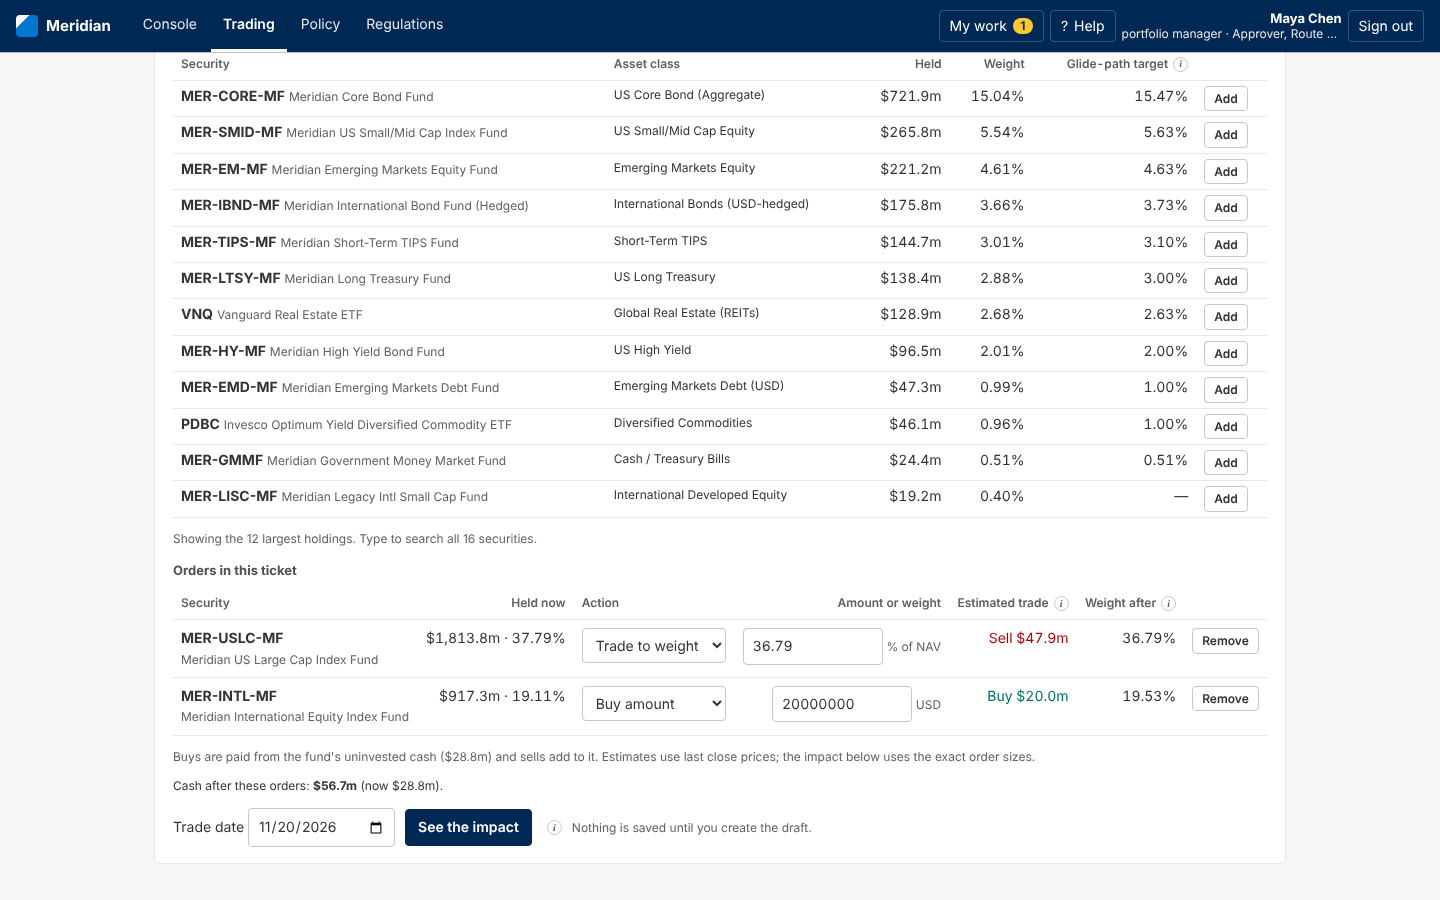 Meridian Console Trading Policy Regulations My work 1 ? Help Maya Chen Sign out
portfolio manager · Approver, Route ...
Security Asset class Held Weight Glide-path target i
MER-CORE-MF Meridian Core Bond Fund US Core Bond (Aggregate) $721.9m 15.04% 15.47% Add
MER-SMID-MF Meridian US Small/Mid Cap Index Fund US Small/Mid Cap Equity $265.8m 5.54% 5.63% Add
MER-EM-MF Meridian Emerging Markets Equity Fund Emerging Markets Equity $221.2m 4.61% 4.63% Add
MER-IBND-MF Meridian International Bond Fund (Hedged) International Bonds (USD-hedged) $175.8m 3.66% 3.73% Add
MER-TIPS-MF Meridian Short-Term TIPS Fund Short-Term TIPS $144.7m 3.01% 3.10% Add
MER-LTSY-MF Meridian Long Treasury Fund US Long Treasury $138.4m 2.88% 3.00% Add
VNQ Vanguard Real Estate ETF Global Real Estate (REITs) $128.9m 2.68% 2.63% Add
MER-HY-MF Meridian High Yield Bond Fund US High Yield $96.5m 2.01% 2.00% Add
MER-EMD-MF Meridian Emerging Markets Debt Fund Emerging Markets Debt (USD) $47.3m 0.99% 1.00% Add
PDBC Invesco Optimum Yield Diversified Commodity ETF Diversified Commodities $46.1m 0.96% 1.00% Add
MER-GMMF Meridian Government Money Market Fund Cash / Treasury Bills $24.4m 0.51% 0.51% Add
MER-LISC-MF Meridian Legacy Intl Small Cap Fund International Developed Equity $19.2m 0.40% — Add
Showing the 12 largest holdings. Type to search all 16 securities.
Orders in this ticket
Security Held now Action Amount or weight Estimated trade i Weight after i
MER-USLC-MF $1,813.8m · 37.79% Trade to weight 36.79 % of NAV Sell $47.9m 36.79% Remove
Meridian US Large Cap Index Fund
MER-INTL-MF $917.3m · 19.11% Buy amount 20000000 USD Buy $20.0m 19.53% Remove
Meridian International Equity Index Fund
Buys are paid from the fund's uninvested cash ($28.8m) and sells add to it. Estimates use last close prices; the impact below uses the exact order sizes.
Cash after these orders: $56.7m (now $28.8m).
Trade date 11/20/2026 See the impact i Nothing is saved until you create the draft.